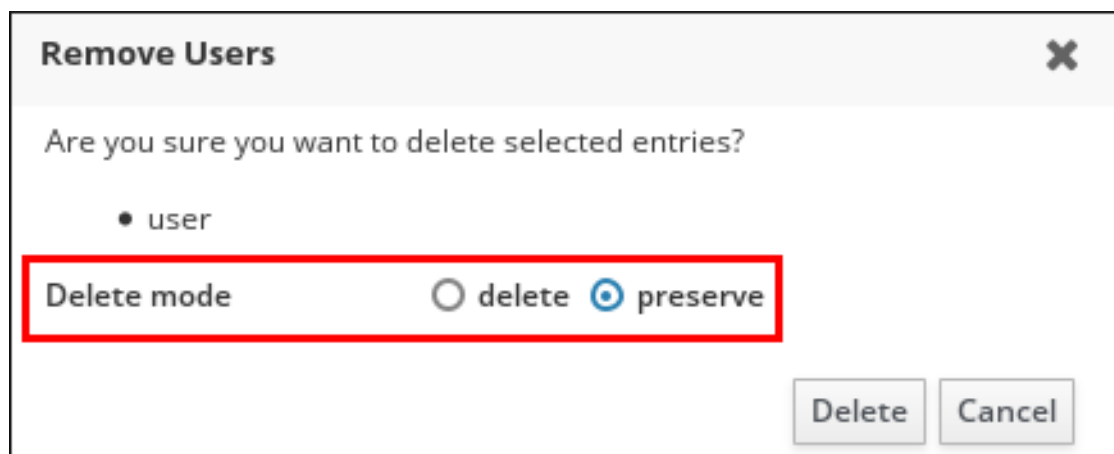 Remove Users
Are you sure you want to delete selected entries?
• user
Delete mode delete preserve
Delete Cancel